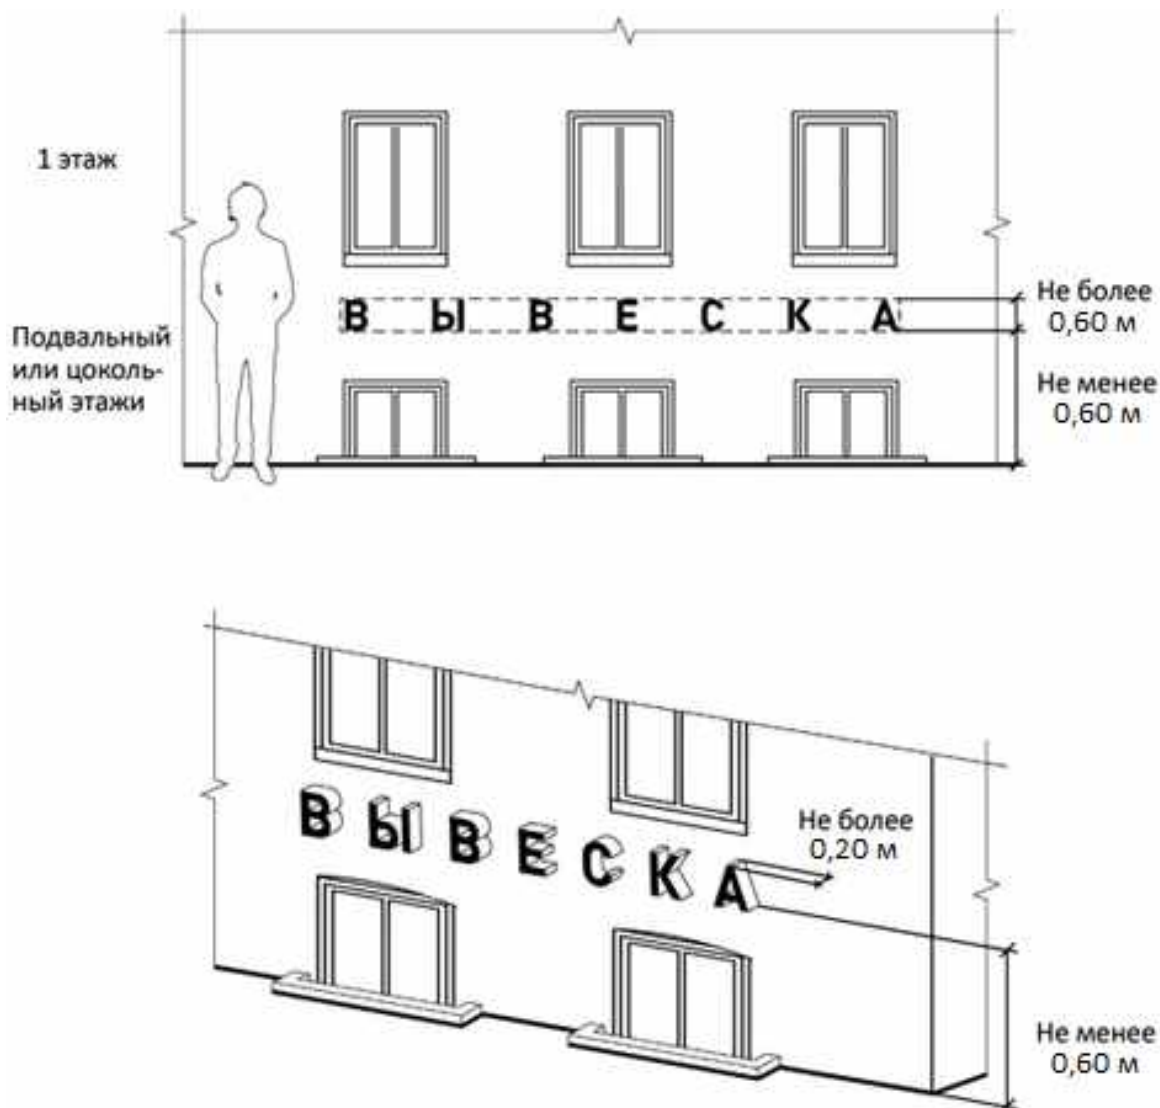 1 этаж
Подвальный
или цоколь-
ный этажи
В Ы В Е С К А
Не более
0,60 м
Не менее
0,60 м
В Ы В Е С К А
Не более
0,20 м
Не менее
0,60 м